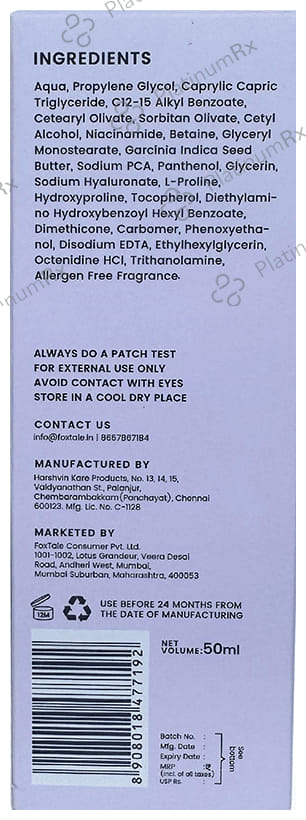 INGREDIENTS
Aqua, Propylene Glycol, Caprylic Capric
Triglyceride, C12-15 Alkyl Benzoate,
Cetearyl Olivate, Sorbitan Olivate, Cetyl
Alcohol, Niacinamide, Betaine, Glyceryl
Monostearate, Garcinia Indica Seed
Butter, Sodium PCA, Panthenol, Glycerin,
Sodium Hyaluronate, L-Proline,
Hydroxyproline, Tocopherol, Diethylami-
no Hydroxybenzoyl Hexyl Benzoate,
Dimethicone, Carbomer, Phenoxyetha-
nol, Disodium EDTA, Ethylhexylglycerin,
Octenidine HCl, Trithanolamine,
Allergen Free Fragrance.
ALWAYS DO A PATCH TEST
FOR EXTERNAL USE ONLY
AVOID CONTACT WITH EYES
STORE IN A COOL DRY PLACE
CONTACT US
info@foxtale.in | 8657867184
MANUFACTURED BY
Harshvin Kare Products, No. 13, 14, 15,
Vaidyanathan St., Palanjur,
Chembarambakkam(Panchayat), Chennai
600123. Mfg. Lic. No. C-1128
MARKETED BY
FoxTale Consumer Pvt. Ltd.
1001-1002, Lotus Grandeur, Veera Desai
Road, Andheri West, Mumbai,
Mumbai Suburban, Maharashtra, 400053
12M
USE BEFORE 24 MONTHS FROM
THE DATE OF MANUFACTURING
NET
VOLUME:50ml
8908018477192
Batch No. :
Mfg. Date :
Expiry Date :
MRP : ₹
(incl. of all taxes)
USP Rs. :
See
bottom
PlatinumRx
PlatinumRx
PlatinumRx